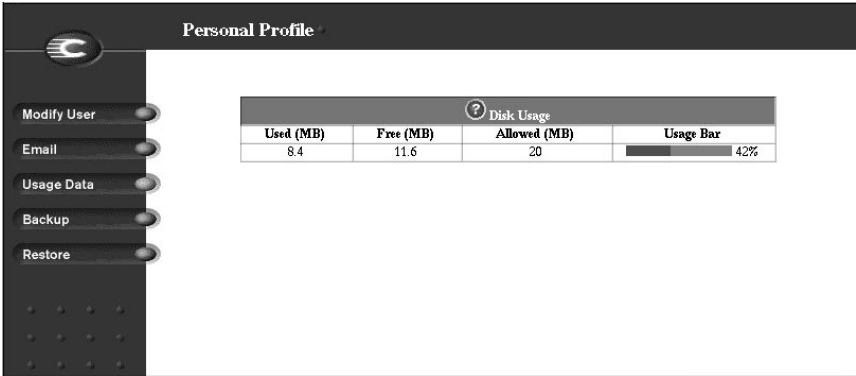 Personal Profile
Modify User
Email
Usage Data
Backup
Restore
? Disk Usage
Used (MB) Free (MB) Allowed (MB) Usage Bar
8.4 11.6 20 42%